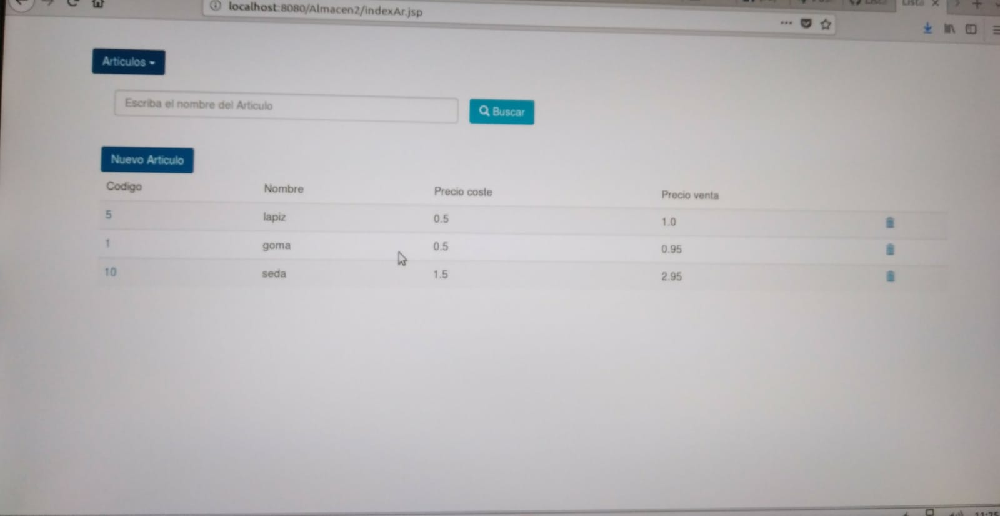 localhost:8080/Almacen2/indexAr.jsp
Articulos
Escriba el nombre del Articulo
Buscar
Nuevo Articulo
Codigo Nombre Precio coste Precio venta
5 lapiz 0.5 1.0
1 goma 0.5 0.95
10 seda 1.5 2.95